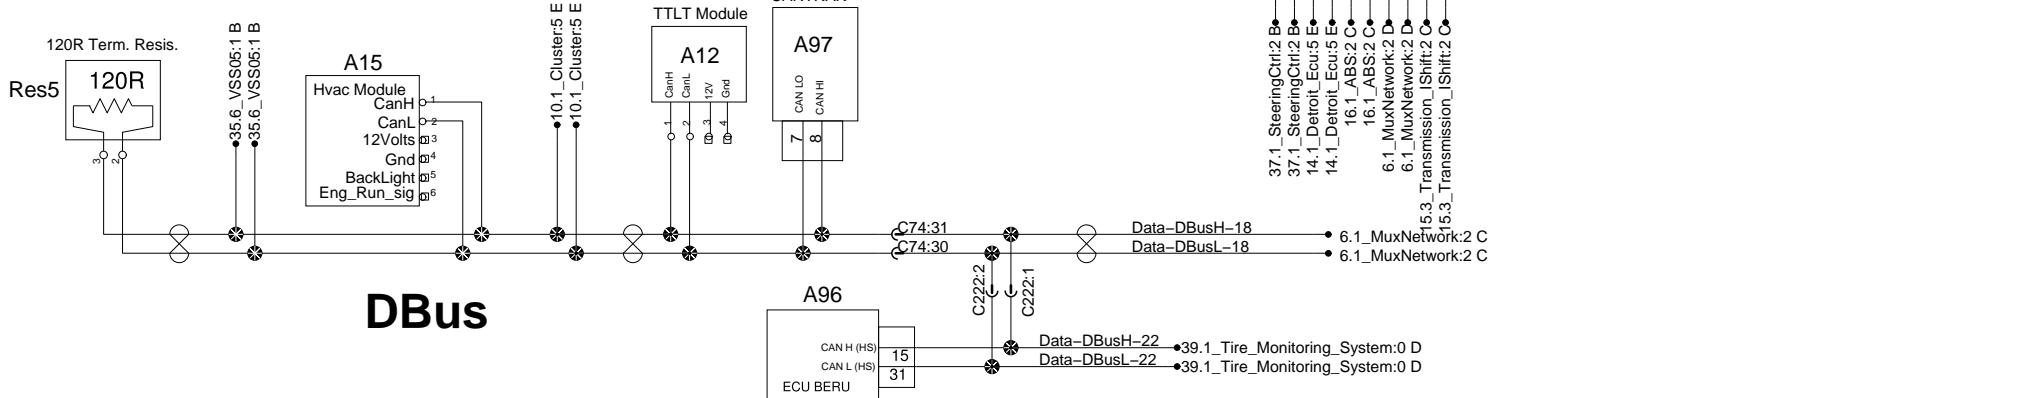 TTLT Module
A12
CanH
CanL
12V
Gnd
1
2
3
4
A97
CAN LO
CAN HI
7
8
120R Term. Resis.
Res5
120R
3
2
35.6_VSS05:1 B
35.6_VSS05:1 B
A15
Hvac Module
CanH 1
CanL 2
12Volts 3
Gnd 4
BackLight 5
Eng_Run_sig 6
10.1_Cluster:5 E
10.1_Cluster:5 E
37.1_SteeringCtrl:2 B
37.1_SteeringCtrl:2 B
14.1_Detroit_Ecu:5 E
14.1_Detroit_Ecu:5 E
16.1_ABS:2 C
16.1_ABS:2 C
6.1_MuxNetwork:2 D
6.1_MuxNetwork:2 D
15.3_Transmission_IShift:2 C
15.3_Transmission_IShift:2 C
C74:31
C74:30
Data-DBusH-18
Data-DBusL-18
6.1_MuxNetwork:2 C
6.1_MuxNetwork:2 C
C222:2
C222:1
DBus
A96
CAN H (HS)
15
CAN L (HS)
31
ECU BERU
Data-DBusH-22
Data-DBusL-22
39.1_Tire_Monitoring_System:0 D
39.1_Tire_Monitoring_System:0 D